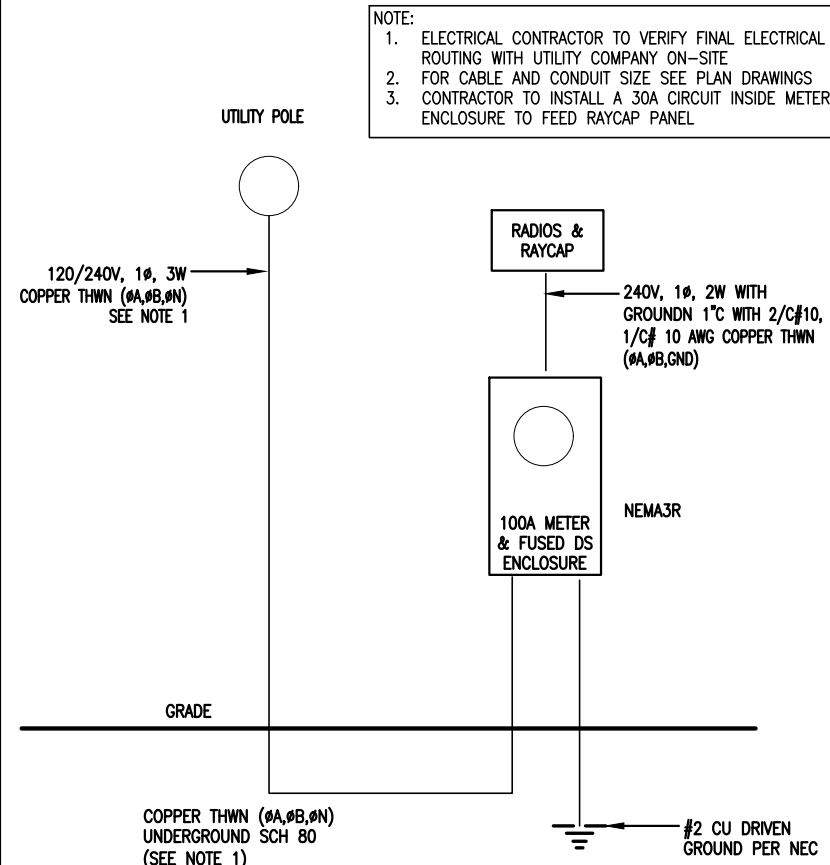 NOTE:
1. ELECTRICAL CONTRACTOR TO VERIFY FINAL ELECTRICAL
ROUTING WITH UTILITY COMPANY ON-SITE
2. FOR CABLE AND CONDUIT SIZE SEE PLAN DRAWINGS
3. CONTRACTOR TO INSTALL A 30A CIRCUIT INSIDE METER
ENCLOSURE TO FEED RAYCAP PANEL
UTILITY POLE
RADIOS &
RAYCAP
120/240V, 1ø, 3W
COPPER THWN (øA,øB,øN)
SEE NOTE 1
240V, 1ø, 2W WITH
GROUNDN 1"C WITH 2/C#10,
1/C# 10 AWG COPPER THWN
(øA,øB,GND)
100A METER
& FUSED DS
ENCLOSURE
NEMA3R
GRADE
COPPER THWN (øA,øB,øN)
UNDERGROUND SCH 80
(SEE NOTE 1)
#2 CU DRIVEN
GROUND PER NEC